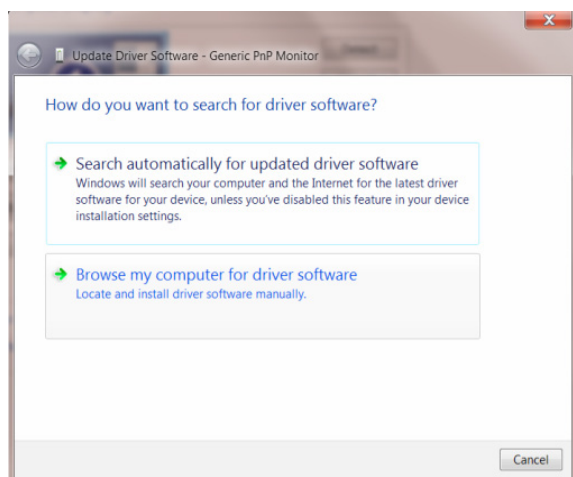 Update Driver Software - Generic PnP Monitor
How do you want to search for driver software?
Search automatically for updated driver software
Windows will search your computer and the Internet for the latest driver
software for your device, unless you've disabled this feature in your device
installation settings.
Browse my computer for driver software
Locate and install driver software manually.
Cancel